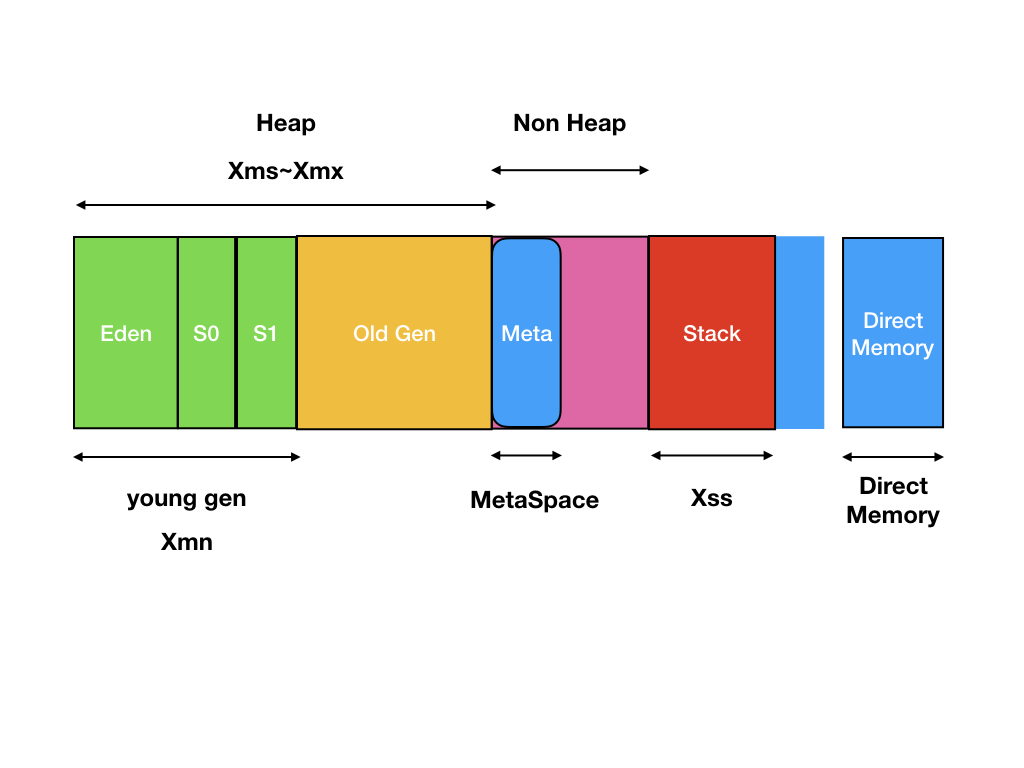 Heap
Non Heap
Xms~Xmx
Eden
S0
S1
Old Gen
Meta
Stack
Direct
Memory
young gen
Xmn
MetaSpace
Xss
Direct
Memory